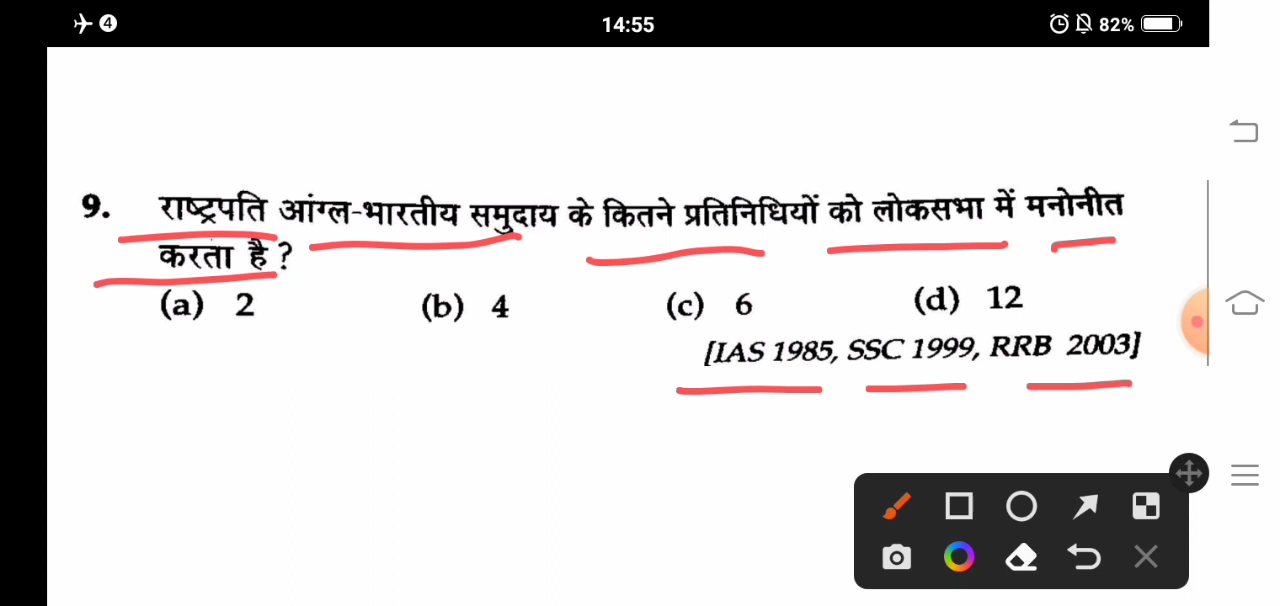 4 14:55 82%
9. राष्ट्रपति आंग्ल-भारतीय समुदाय के कितने प्रतिनिधियों को लोकसभा में मनोनीत
करता है ?
(a) 2 (b) 4 (c) 6 (d) 12
[IAS 1985, SSC 1999, RRB 2003]